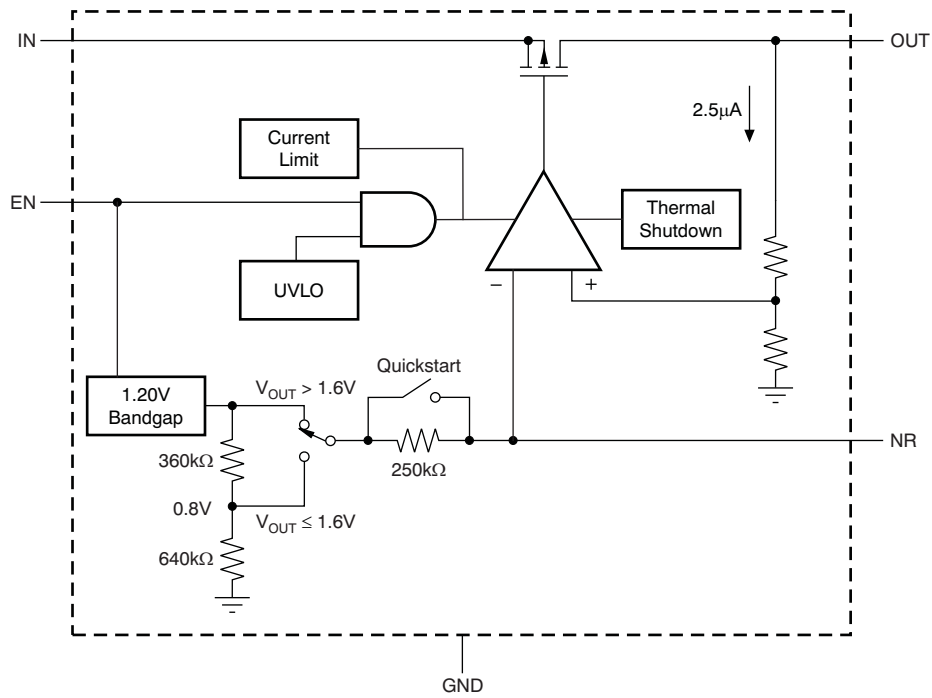 IN
OUT
2.5μA
Current
Limit
EN
Thermal
Shutdown
UVLO
–
+
Quickstart
1.20V
Bandgap
V_OUT > 1.6V
360kΩ
250kΩ
NR
0.8V
V_OUT ≤ 1.6V
640kΩ
GND